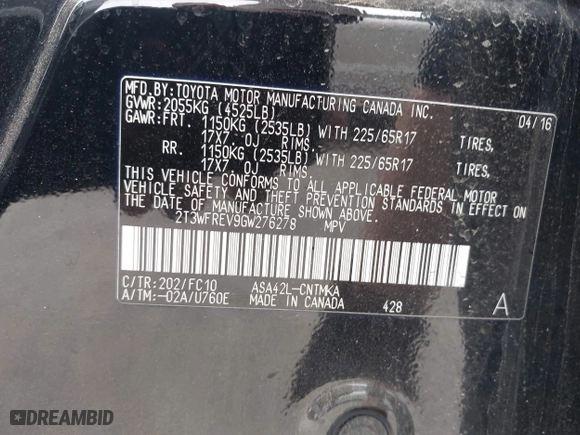 MFD.BY:TOYOTA MOTOR MANUFACTURING CANADA INC.
GVWR:2055KG (4525LB) 04/16
GAWR:FRT. 1150KG (2535LB) WITH 225/65R17 TIRES,
17X7 0J RIMS.
RR. 1150KG (2535LB) WITH 225/65R17 TIRES,
17X7 0J RIMS.
THIS VEHICLE CONFORMS TO ALL APPLICABLE FEDERAL MOTOR
VEHICLE SAFETY AND THEFT PREVENTION STANDARDS IN EFFECT ON
THE DATE OF MANUFACTURE SHOWN ABOVE.
2T3WFREV9GW276278 MPV
C/TR:202/FC10 ASA42L-CNTMKA
A/TM:-02A/U760E MADE IN CANADA 428 A
DREAMBID